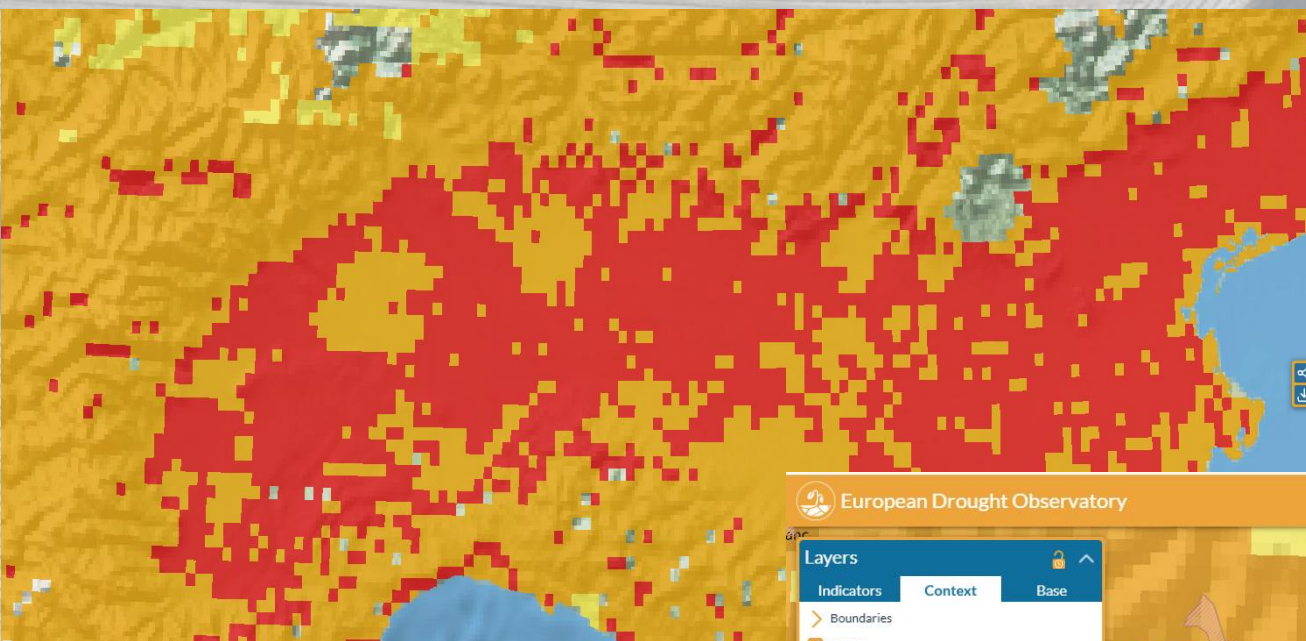 European Drought Observatory
Layers
Indicators Context Base
Boundaries